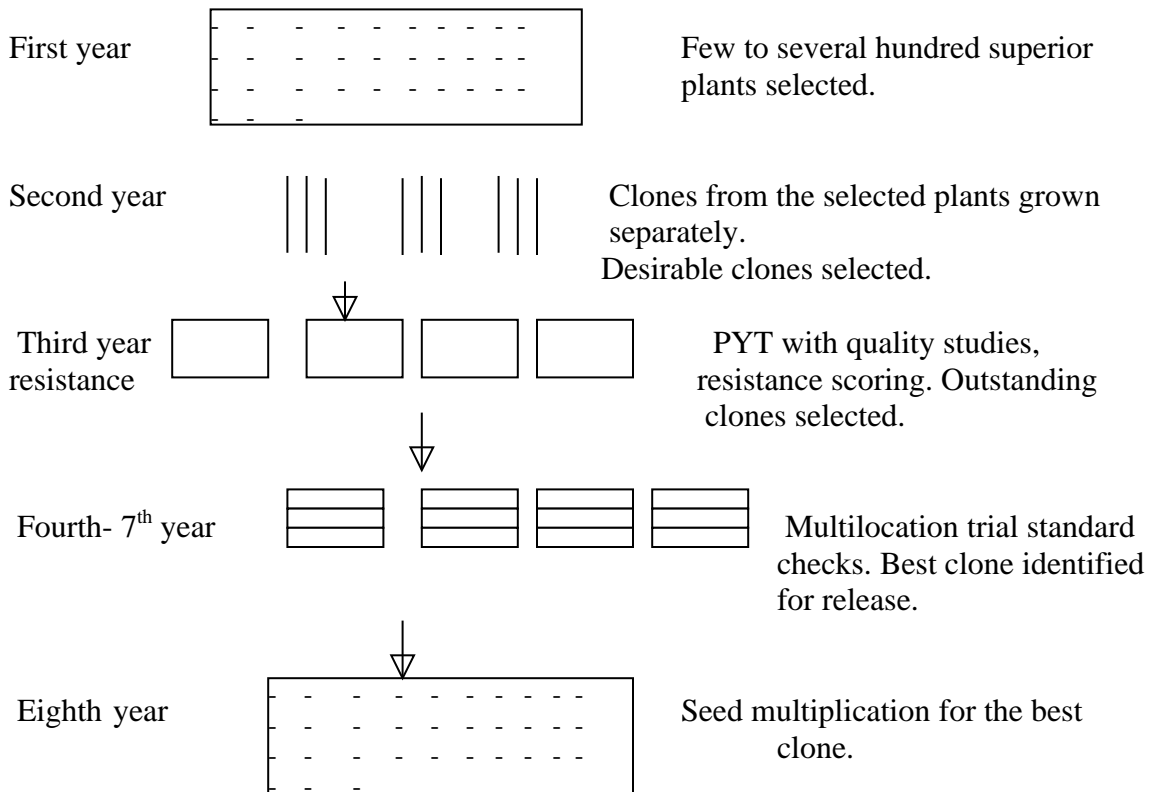 First year
Few to several hundred superior
plants selected.
Second year
Clones from the selected plants grown
separately.
Desirable clones selected.
Third year
resistance
PYT with quality studies,
resistance scoring. Outstanding
clones selected.
Fourth- 7th year
Multilocation trial standard
checks. Best clone identified
for release.
Eighth year
Seed multiplication for the best
clone.